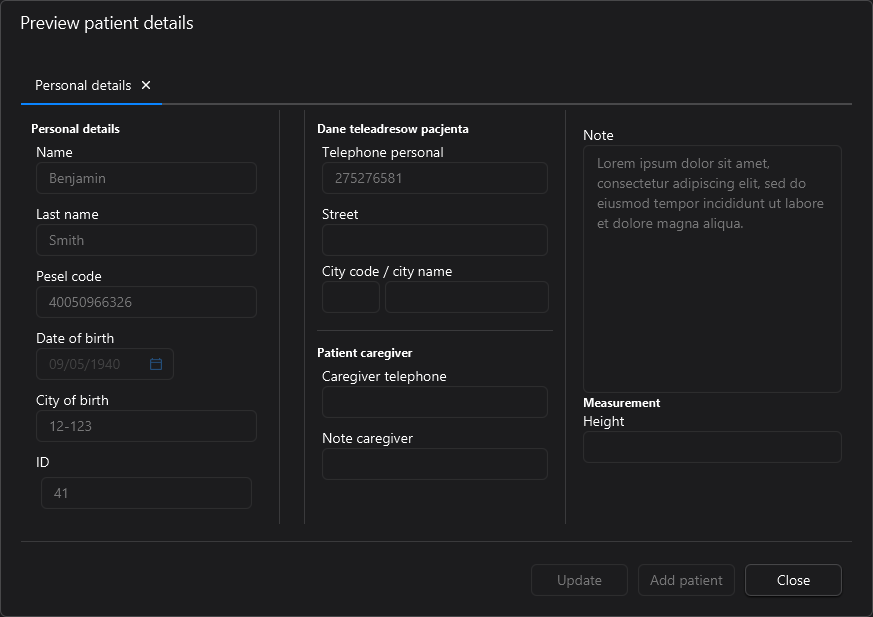 Preview patient details
Personal details ✕
Personal details
Name
Benjamin
Last name
Smith
Pesel code
40050966326
Date of birth
09/05/1940
City of birth
12-123
ID
41
Dane teleadresow pacjenta
Telephone personal
275276581
Street
City code / city name
Patient caregiver
Caregiver telephone
Note caregiver
Note
Lorem ipsum dolor sit amet,
consectetur adipiscing elit, sed do
eiusmod tempor incididunt ut labore
et dolore magna aliqua.
Measurement
Height
Update
Add patient
Close